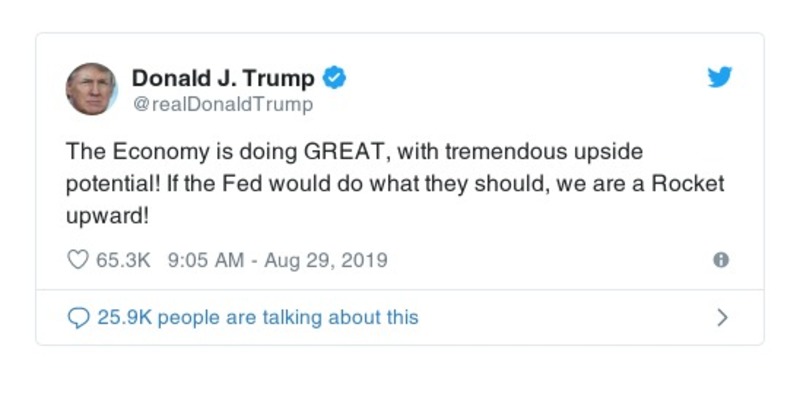 Donald J. Trump
@realDonaldTrump
The Economy is doing GREAT, with tremendous upside
potential! If the Fed would do what they should, we are a Rocket
upward!
65.3K 9:05 AM - Aug 29, 2019
25.9K people are talking about this